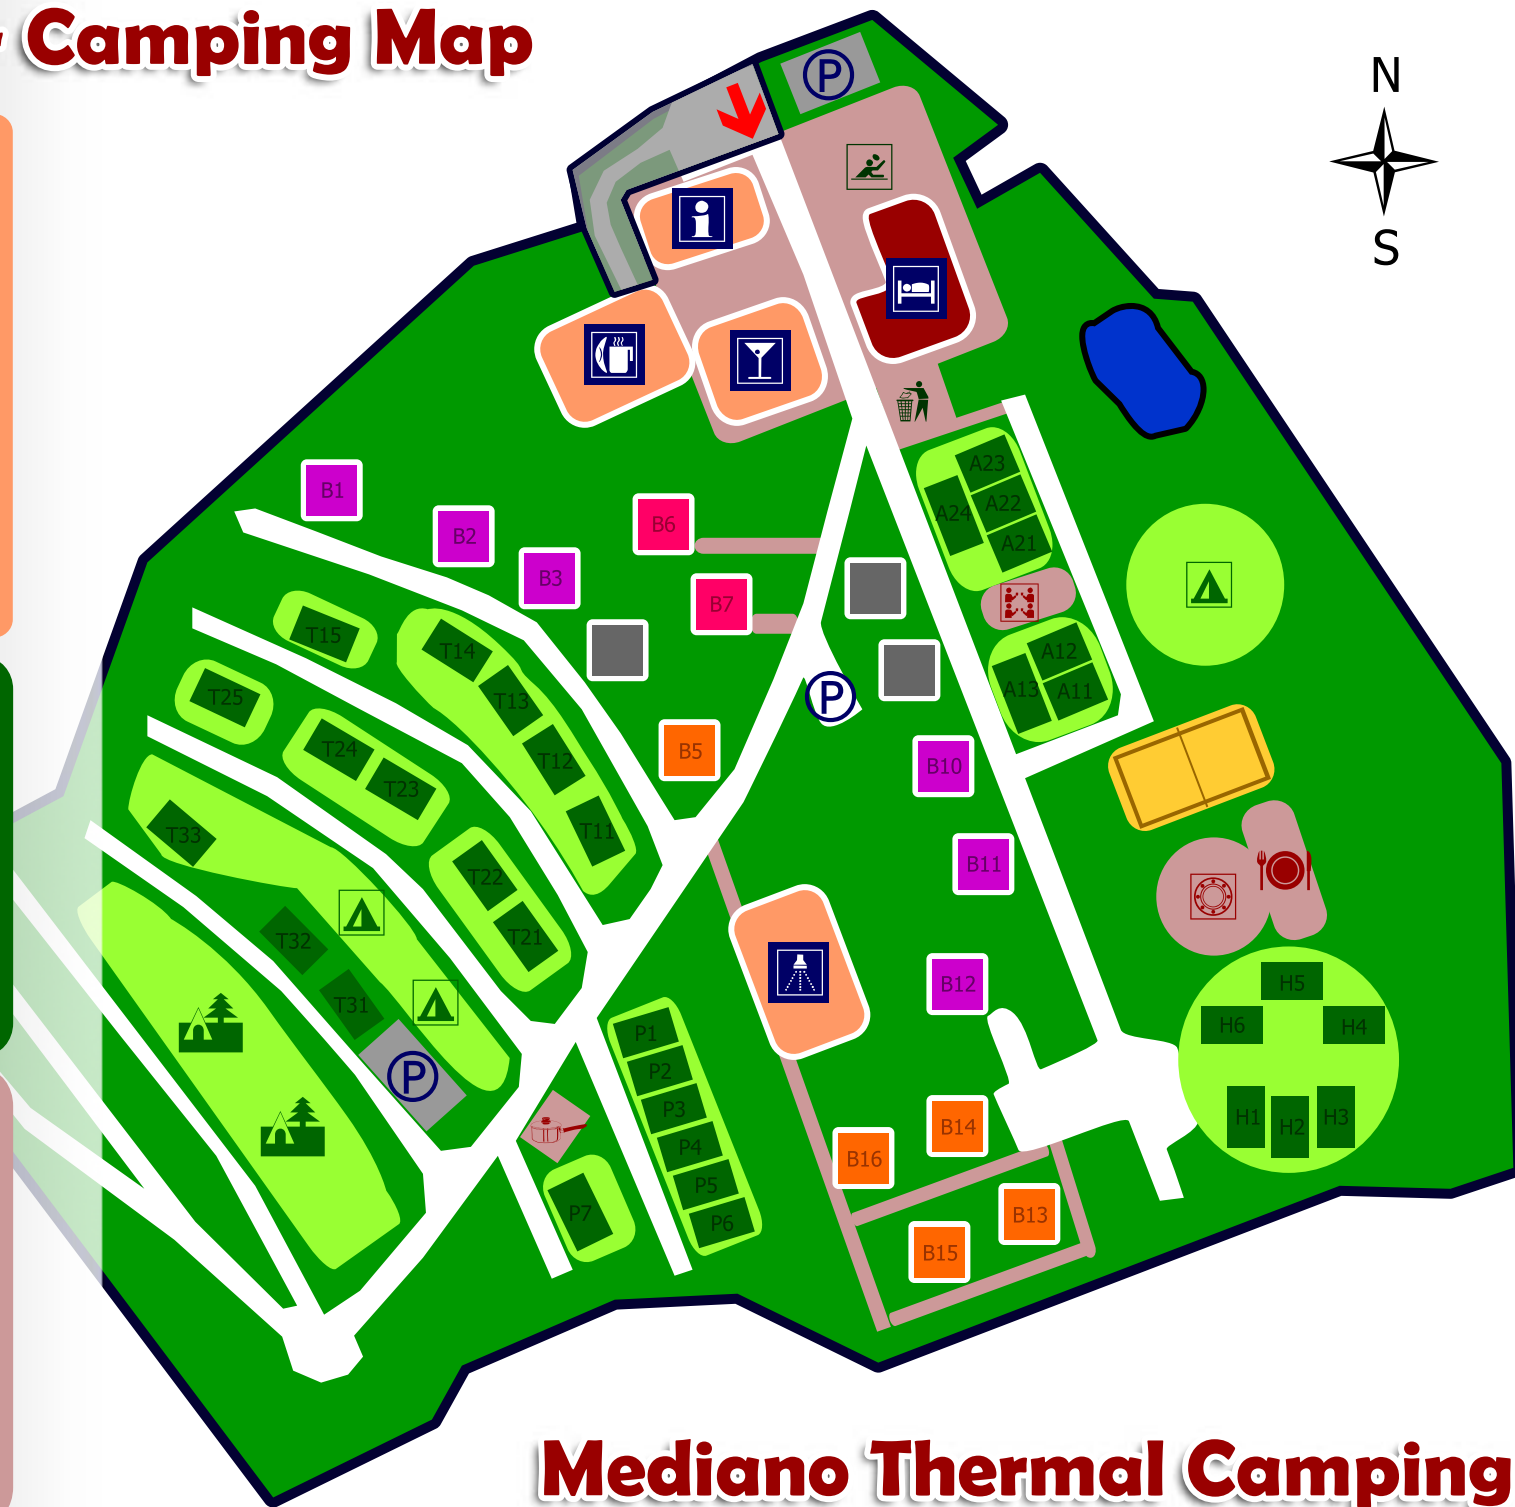 Camping Map
N
S
P
i
B1
B2
B3
B6
B7
A23
A22
A24
A21
T15
T14
T13
T12
T11
T25
T24
T23
T22
T21
T33
T32
T31
P
A12
A13
A11
P
B5
B10
B11
B12
H5
H6
H4
H1
H2
H3
P1
P2
P3
P4
P5
P6
P7
B14
B16
B13
B15
Mediano Thermal Camping